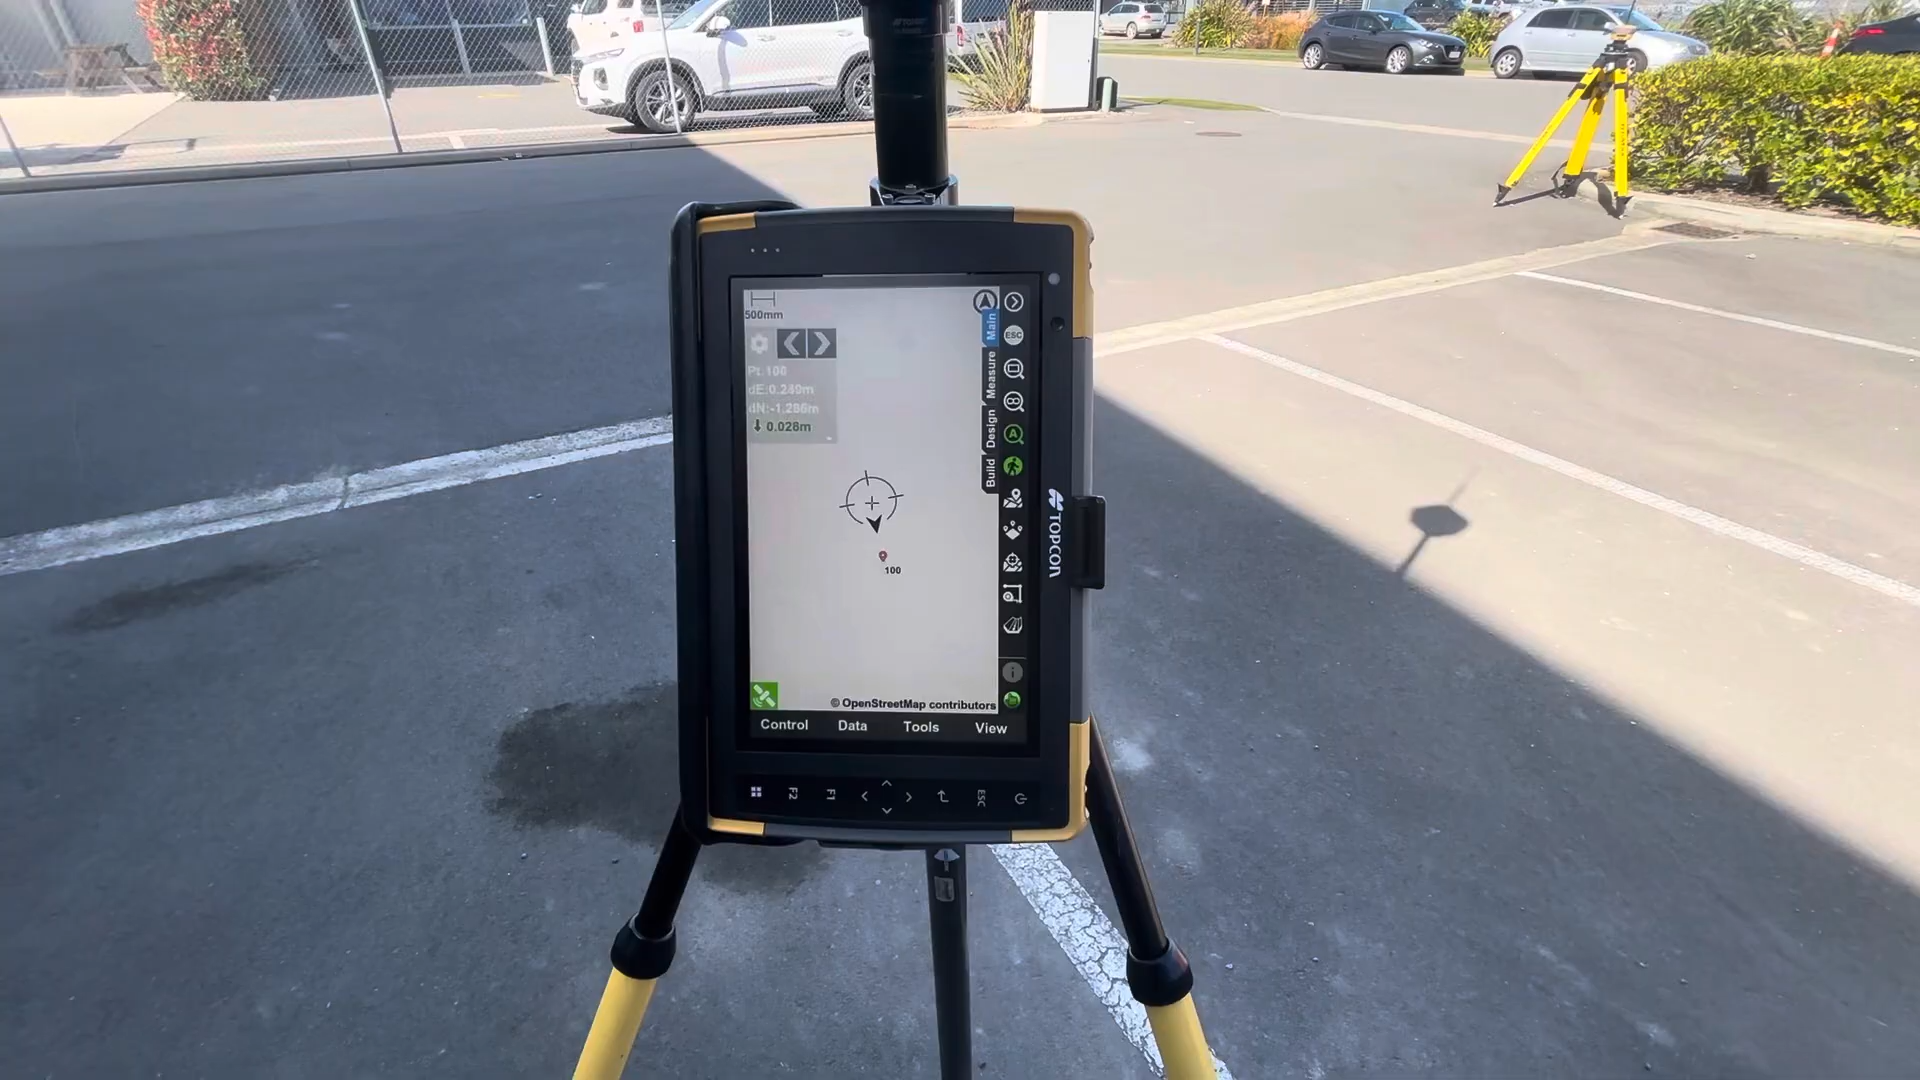 TOPCON
500mm
Pt:100
dE:0.240m
dN:-1.286m
0.028m
Main
ESC
Measure
Design
A
Build
100
© OpenStreetMap contributors
Control Data Tools View
TOPCON
F2 F1 ESC